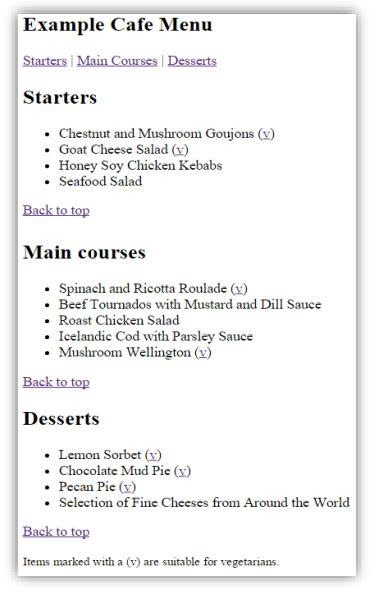 Example Cafe Menu
Starters | Main Courses | Desserts
Starters
Chestnut and Mushroom Goujons (v)
Goat Cheese Salad (v)
Honey Soy Chicken Kebabs
Seafood Salad
Back to top
Main courses
Spinach and Ricotta Roulade (v)
Beef Tournados with Mustard and Dill Sauce
Roast Chicken Salad
Icelandic Cod with Parsley Sauce
Mushroom Wellington (v)
Back to top
Desserts
Lemon Sorbet (v)
Chocolate Mud Pie (v)
Pecan Pie (v)
Selection of Fine Cheeses from Around the World
Back to top
Items marked with a (v) are suitable for vegetarians.